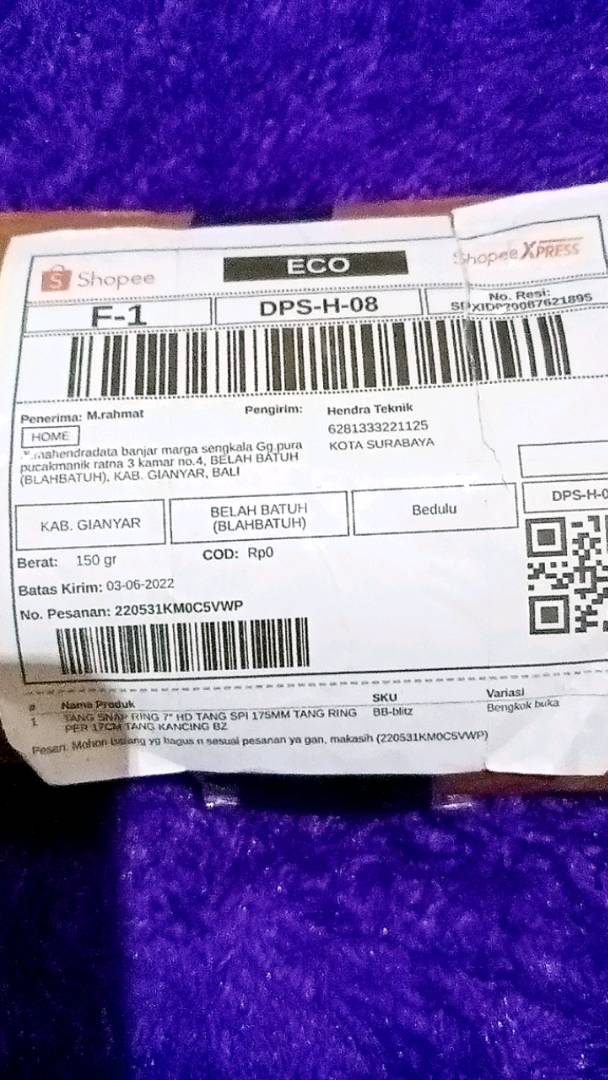 Shopee
ECO
Shopee XPRESS
F-1
DPS-H-08
No. Resi:
SPXIDP20087621895
Penerima: M.rahmat
Pengirim: Hendra Teknik
HOME
6281333221125
KOTA SURABAYA
mahendradata banjar marga sengkala Gg.pura
pucakmanik ratna 3 kamar no.4, BELAH BATUH
(BLAHBATUH), KAB. GIANYAR, BALI
KAB. GIANYAR
BELAH BATUH
(BLAHBATUH)
Bedulu
DPS-H-0
Berat: 150 gr
COD: Rp0
Batas Kirim: 03-06-2022
No. Pesanan: 220531KM0C5VWP
# Nama Produk SKU Variasi
1 TANG SNAP RING 7" HD TANG SPI 175MM TANG RING BB-blitz Bengkok buka
PER 17CM TANG KANCING BZ
Pesan: Mohon barang yg bagus n sesuai pesanan ya gan, makasih (220531KM0C5VWP)